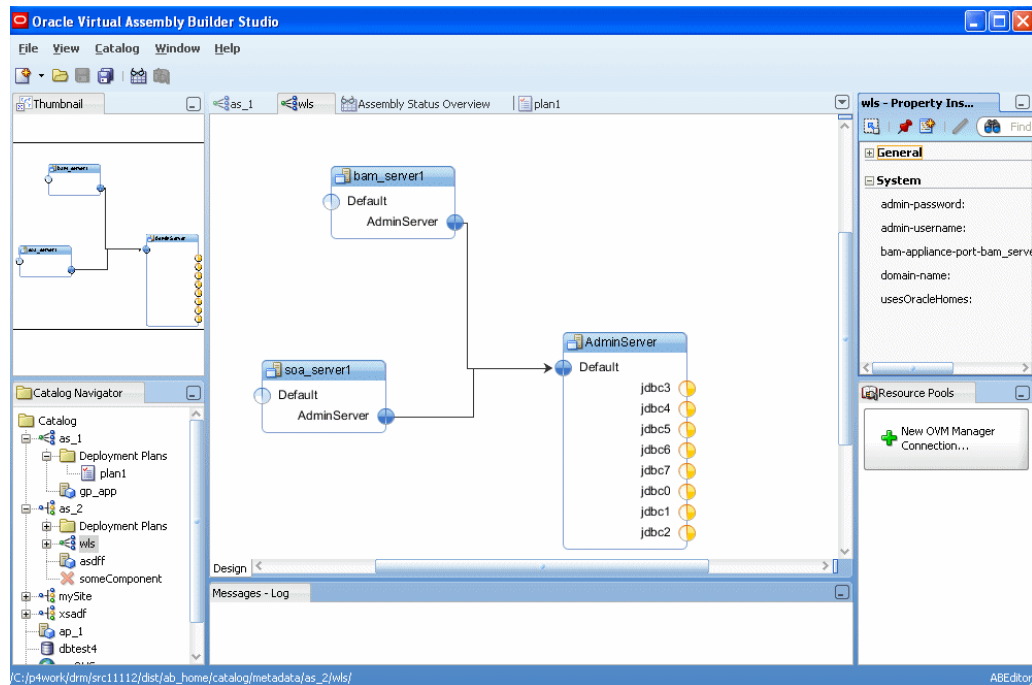 Oracle Virtual Assembly Builder Studio
File View Catalog Window Help
Thumbnail
bam_server1
AdminServer
soa_server1
as_1
wls
Assembly Status Overview
plan1
bam_server1
Default
AdminServer
soa_server1
Default
AdminServer
AdminServer
Default
jdbc3
jdbc4
jdbc5
jdbc6
jdbc7
jdbc0
jdbc1
jdbc2
Design
wls - Property Ins...
Find
General
System
admin-password:
admin-username:
bam-appliance-port-bam_serve
domain-name:
usesOracleHomes:
Catalog Navigator
Catalog
as_1
Deployment Plans
plan1
gp_app
as_2
Deployment Plans
wls
asdff
someComponent
mySite
xsadf
ap_1
dbtest4
Messages - Log
Resource Pools
New OVM Manager
Connection...
/C:/p4work/drm/src11112/dist/ab_home/catalog/metadata/as_2/wls/
ABEditor